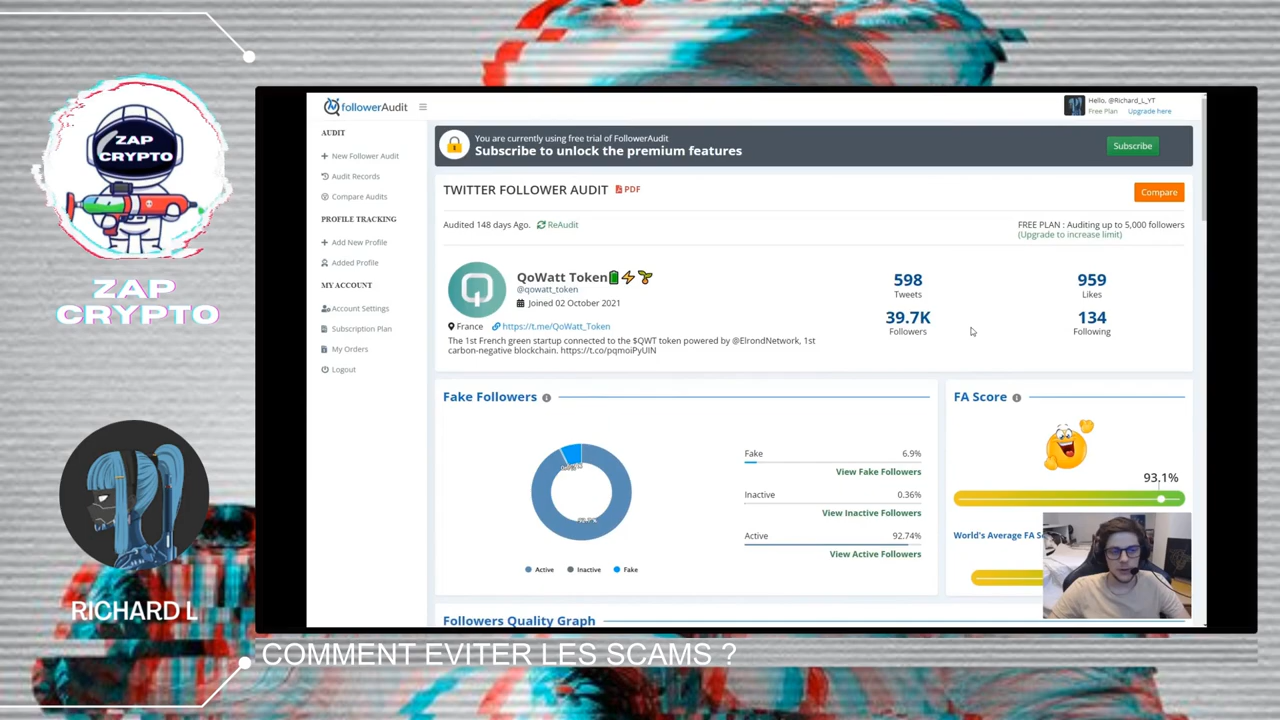 ZAP
CRYPTO
ZAP
CRYPTO
RICHARD L
followerAudit
Hello, @Richard_L_YT
Free Plan Upgrade here
AUDIT
New Follower Audit
Audit Records
Compare Audits
PROFILE TRACKING
Add New Profile
Added Profile
MY ACCOUNT
Account Settings
Subscription Plan
My Orders
Logout
You are currently using free trial of FollowerAudit
Subscribe to unlock the premium features
Subscribe
TWITTER FOLLOWER AUDIT PDF
Compare
Audited 148 days Ago. ReAudit
FREE PLAN : Auditing up to 5,000 followers
(Upgrade to increase limit)
QoWatt Token
@qowatt_token
Joined 02 October 2021
France https://t.me/QoWatt_Token
The 1st French green startup connected to the $QWT token powered by @ElrondNetwork, 1st
carbon-negative blockchain. https://t.co/pqmoiPyUIN
598
Tweets
959
Likes
39.7K
Followers
134
Following
Fake Followers
Fake 6.9%
View Fake Followers
Inactive 0.36%
View Inactive Followers
Active 92.74%
View Active Followers
Active Inactive Fake
FA Score
93.1%
World's Average FA S
Followers Quality Graph
COMMENT EVITER LES SCAMS ?